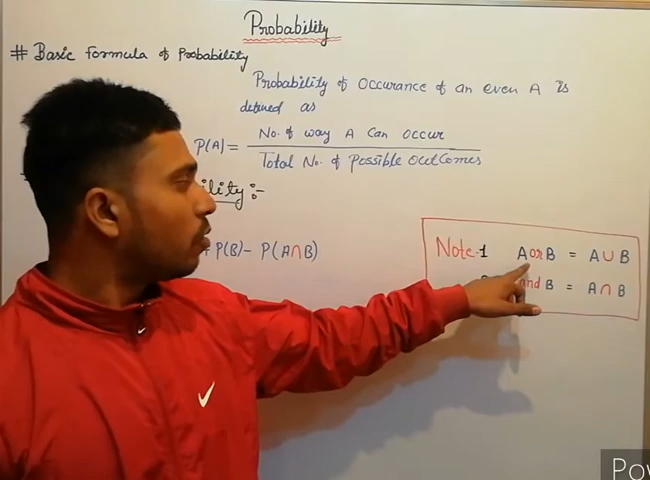 Probability
# Basic formula of Probability
Probability of Occurance of an even A is
defined as
P(A) = No. of way A Can Occur
Total No. of Possible OutComes
ility :-
+ P(B) - P(A∩B)
Note-1 A or B = A ∪ B
and B = A ∩ B
Pov